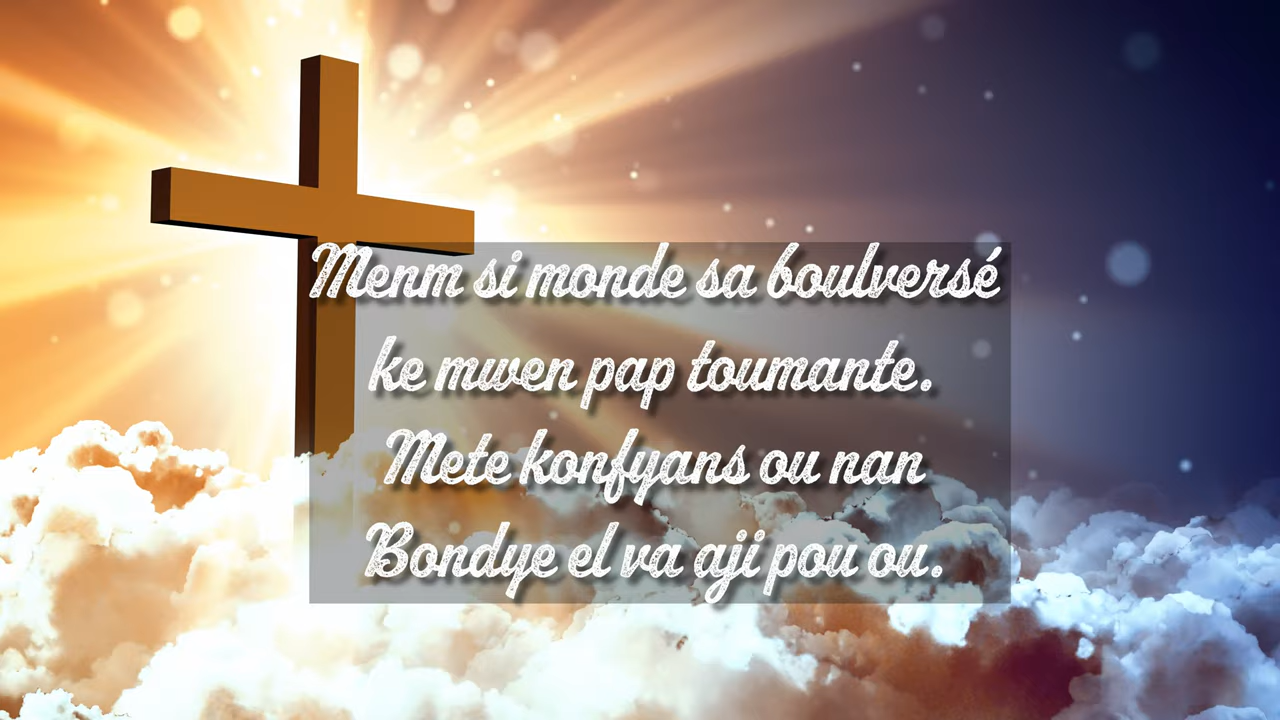 Menm si monde sa boulversé
ke mwen pap toumante.
Mete konfyans ou nan
Bondye el va aji pou ou.